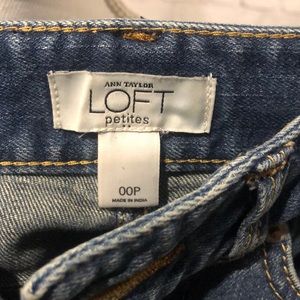 ANN TAYLOR
LOFT
petites
00P
MADE IN INDIA